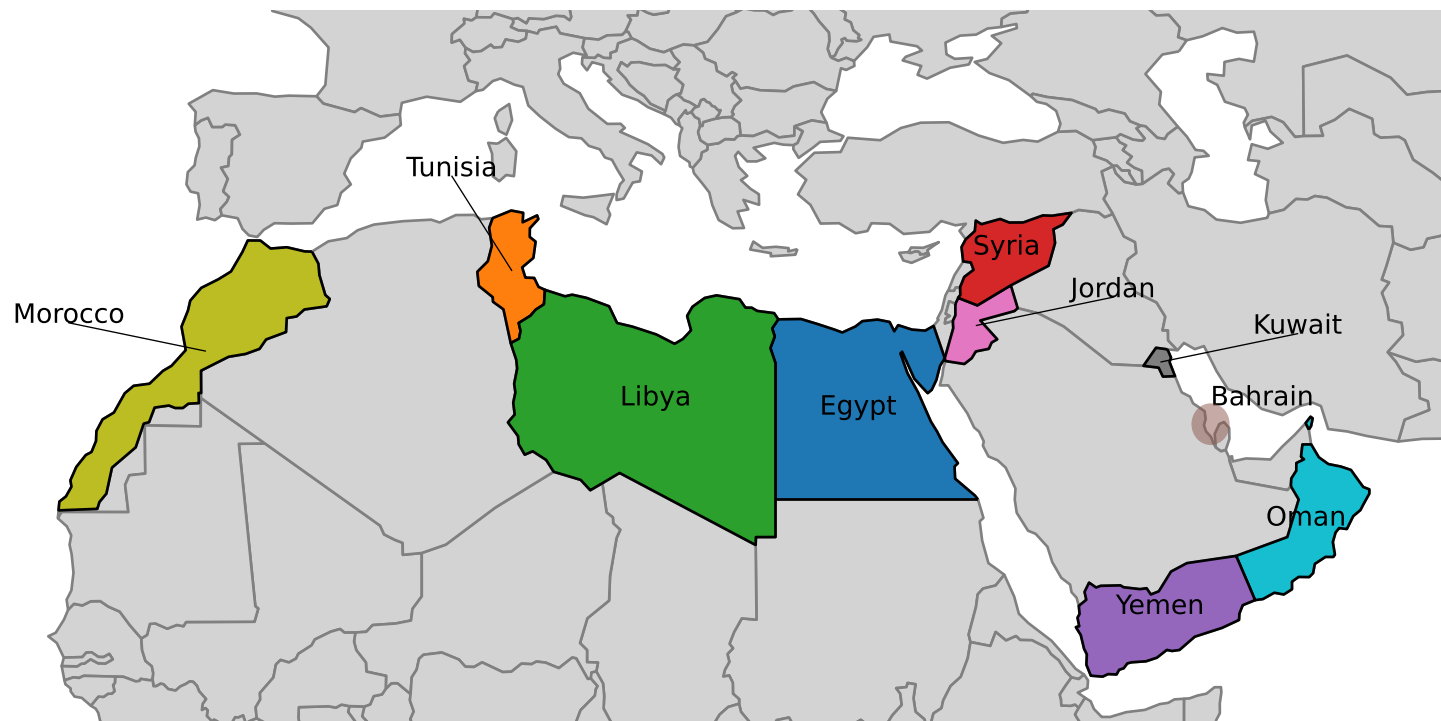 Tunisia
Syria
Jordan
Morocco
Kuwait
Libya
Egypt
Bahrain
Oman
Yemen